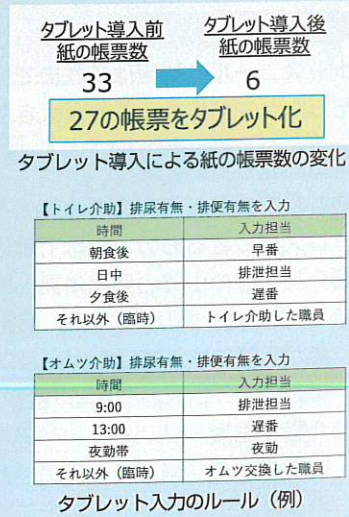 タブレット導入前 タブレット導入後
紙の帳票数 紙の帳票数
33 6
27の帳票をタブレット化
タブレット導入による紙の帳票数の変化
【トイレ介助】排尿有無・排便有無を入力
時間 入力担当
朝食後 早番
日中 排泄担当
夕食後 遅番
それ以外（臨時） トイレ介助した職員
【オムツ介助】排尿有無・排便有無を入力
時間 入力担当
9:00 排泄担当
13:00 遅番
夜勤帯 夜勤
それ以外（臨時） オムツ交換した職員
タブレット入力のルール（例）